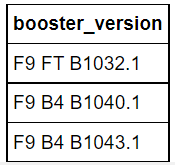 booster_version
F9 FT B1032.1
F9 B4 B1040.1
F9 B4 B1043.1